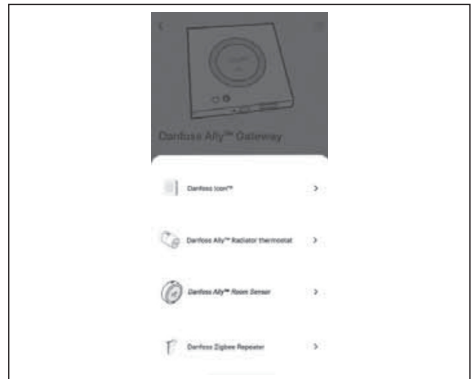 Danfoss Ally™ Gateway
Danfoss Icon™
Danfoss Ally™ Radiator thermostat
Danfoss Ally™ Room Sensor
Danfoss Zigbee Repeater